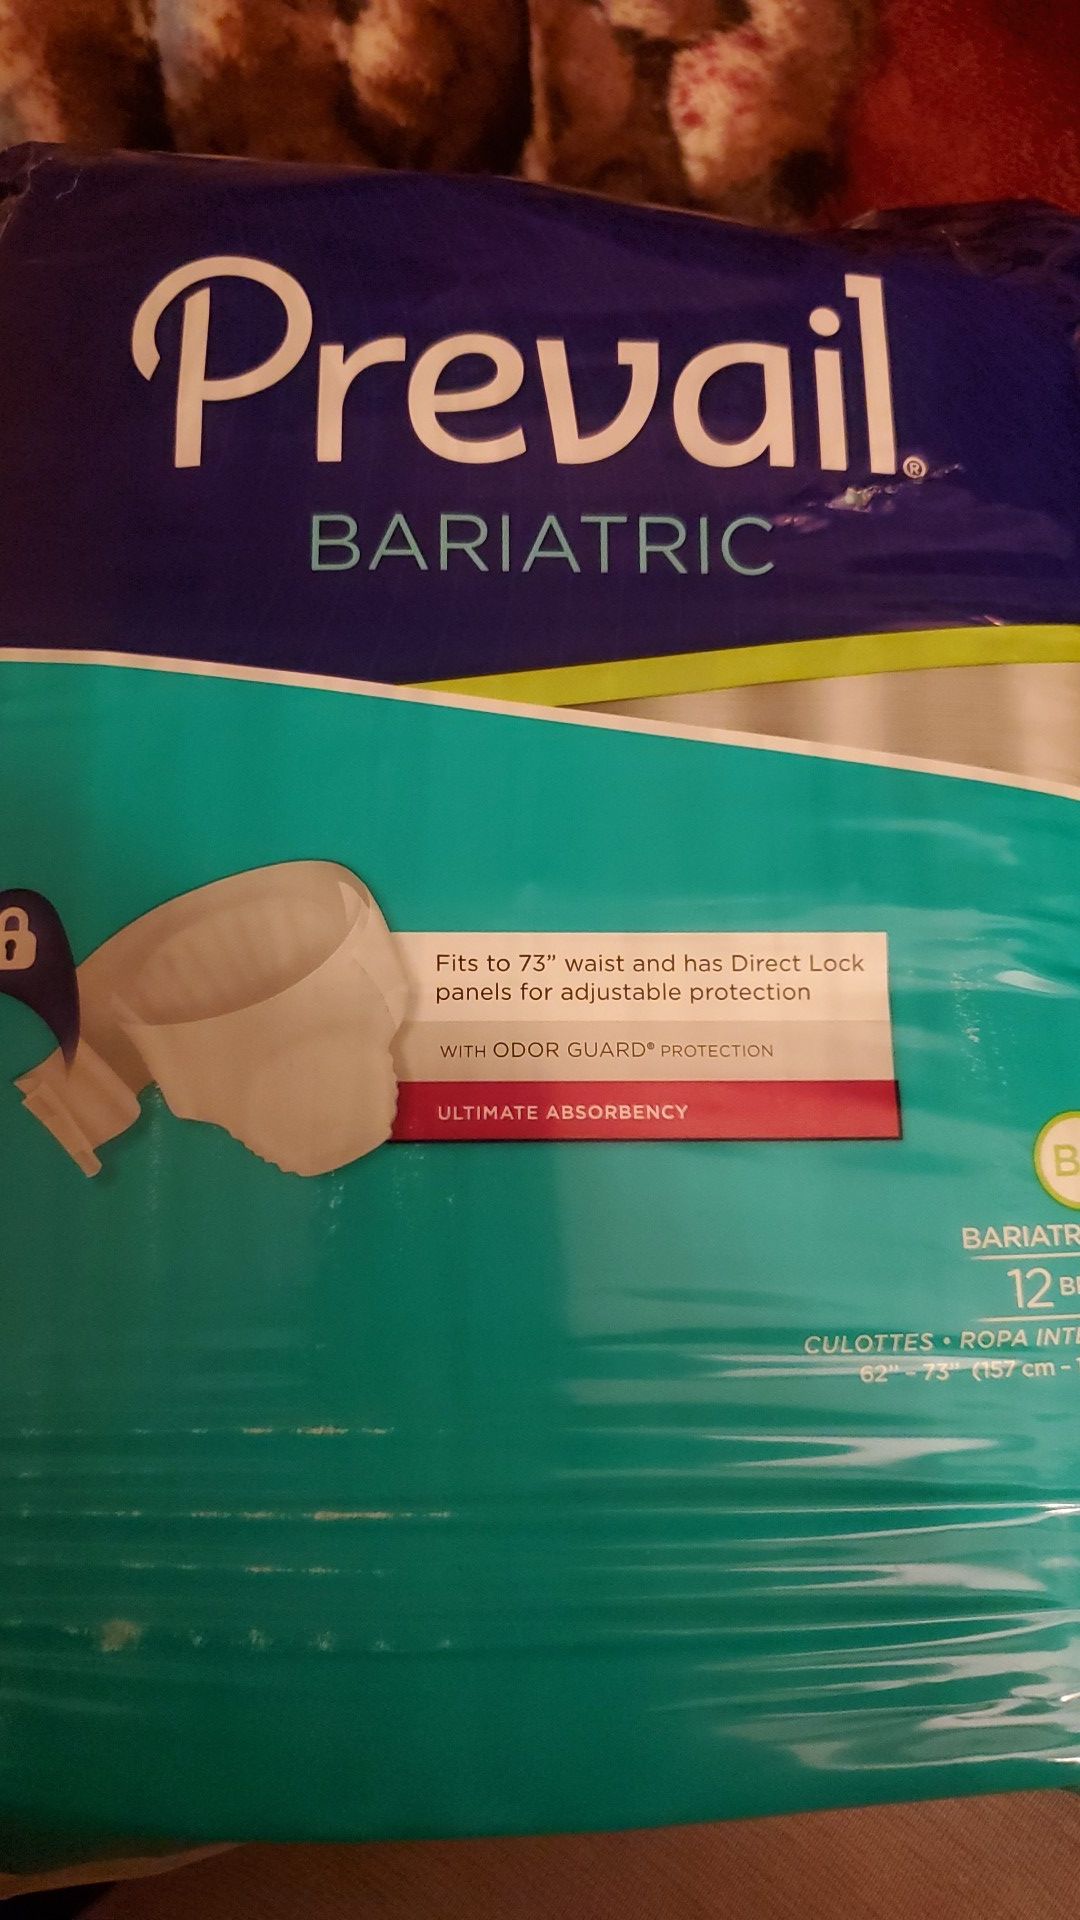 Prevail®
BARIATRIC
Fits to 73” waist and has Direct Lock
panels for adjustable protection
WITH ODOR GUARD® PROTECTION
ULTIMATE ABSORBENCY
B
BARIATR
12
CULOTTES • ROPA
62” - 73” (157 cm -